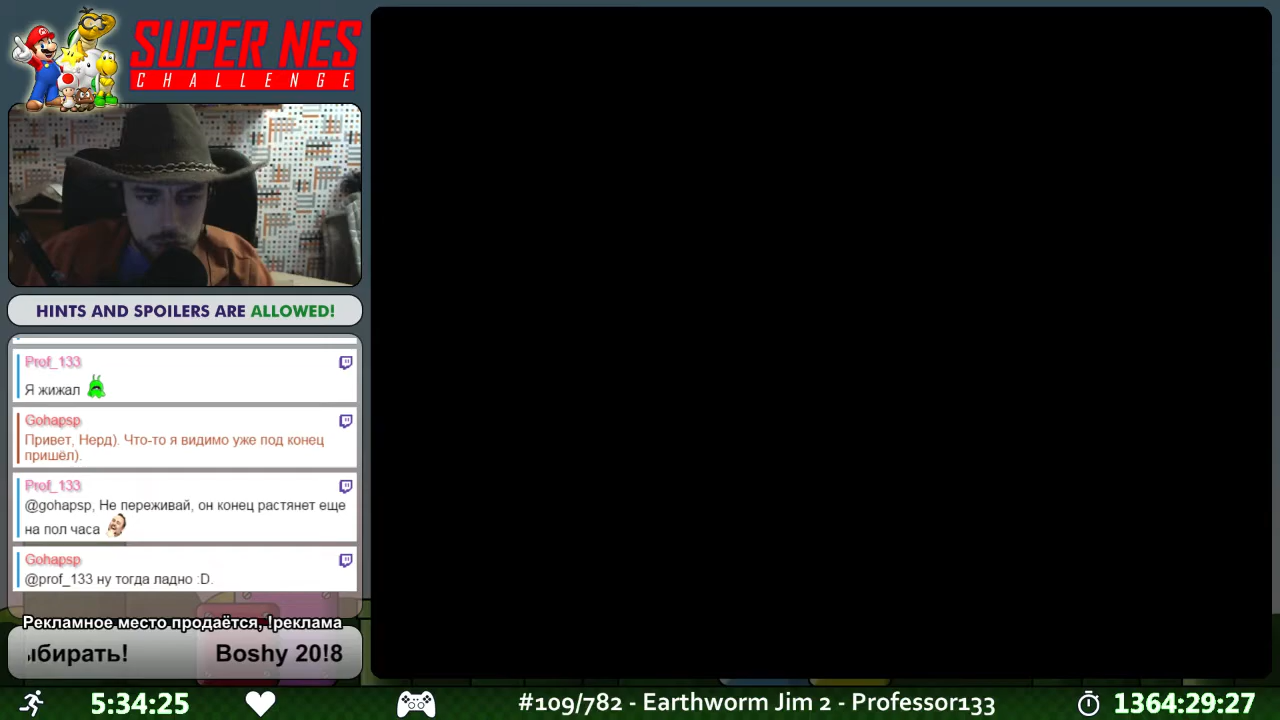 SUPER NES
CHALLENGE
HINTS AND SPOILERS ARE ALLOWED!
Prof_133
Я жижал
Gohapsp
Привет, Нерд). Что-то я видимо уже под конец
пришёл).
Prof_133
@gohapsp, Не переживай, он конец растянет еще
на пол часа
Gohapsp
@prof_133 ну тогда ладно :D.
Рекламное место продаётся, !реклама
ыбирать! Boshy 20!8
5:34:25 #109/782 - Earthworm Jim 2 - Professor133 1364:29:27